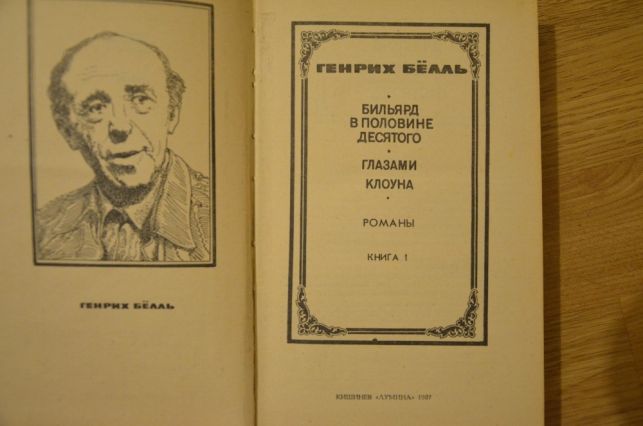 ГЕНРИХ БЁЛЛЬ
ГЕНРИХ БЁЛЛЬ
БИЛЬЯРД
В ПОЛОВИНЕ
ДЕСЯТОГО
ГЛАЗАМИ
КЛОУНА
РОМАНЫ
КНИГА 1
КИШИНЕВ «ЛУМИНА» 1987